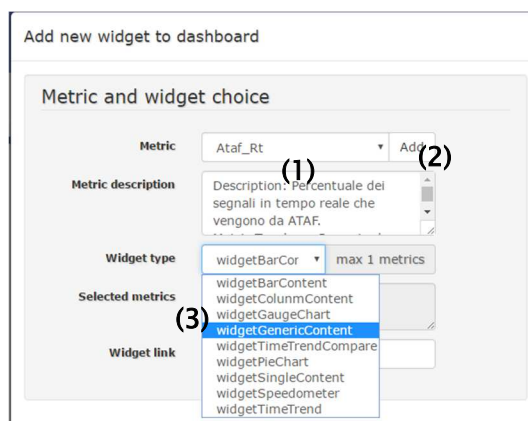 Add new widget to dashboard
Metric and widget choice
Metric Ataf_Rt Add
(1) (2)
Metric description Description: Percentuale dei
segnali in tempo reale che
vengono da ATAF.
Widget type widgetBarCor max 1 metrics
widgetBarContent
widgetColunmContent
Selected metrics widgetGaugeChart
(3) widgetGenericContent
widgetTimeTrendCompare
Widget link widgetPieChart
widgetSingleContent
widgetSpeedometer
widgetTimeTrend